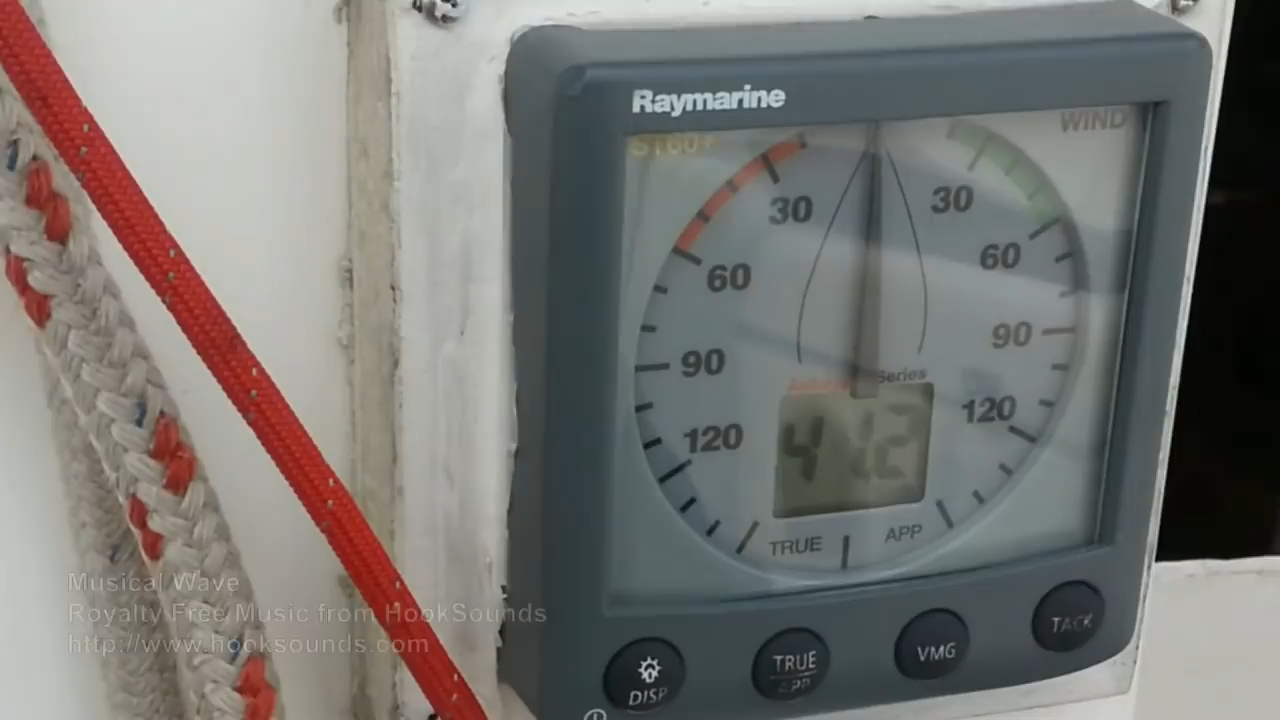 Raymarine
ST60+
WIND
30
30
60
60
90
90
120
120
Series
TRUE
APP
Musical Wave
Royalty Free Music from HookSounds
http://www.hooksounds.com
DISP
TRUE
APP
VMG
TACK